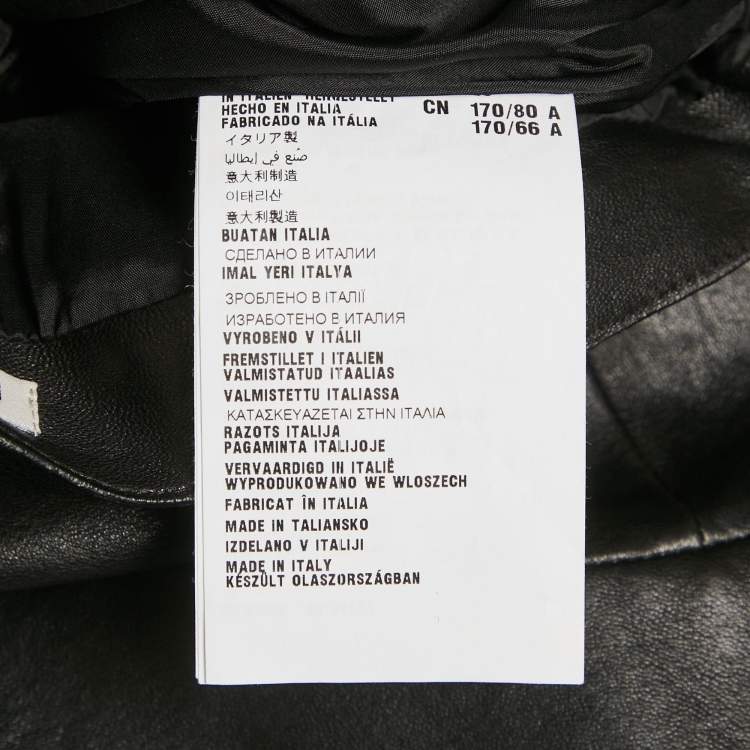 IN ITALIEN HERGESTELLT
HECHO EN ITALIA CN 170/80 A
FABRICADO NA ITÁLIA 170/66 A
イタリア製
صنع في إيطاليا
意大利制造
이태리산
意大利製造
BUATAN ITALIA
СДЕЛАНО В ИТАЛИИ
IMAL YERI ITALYA
ЗРОБЛЕНО В ІТАЛІЇ
ИЗРАБОТЕНО В ИТАЛИЯ
VYROBENO V ITÁLII
FREMSTILLET I ITALIEN
VALMISTATUD ITAALIAS
VALMISTETTU ITALIASSA
ΚΑΤΑΣΚΕΥΑΖΕΤΑΙ ΣΤΗΝ ΙΤΑΛΙΑ
RAZOTS ITALIJA
PAGAMINTA ITALIJOJE
VERVAARDIGD IN ITALIË
WYPRODUKOWANO WE WLOSZECH
FABRICAT ÎN ITALIA
MADE IN TALIANSKO
IZDELANO V ITALIJI
MADE IN ITALY
KÉSZÜLT OLASZORSZÁGBAN